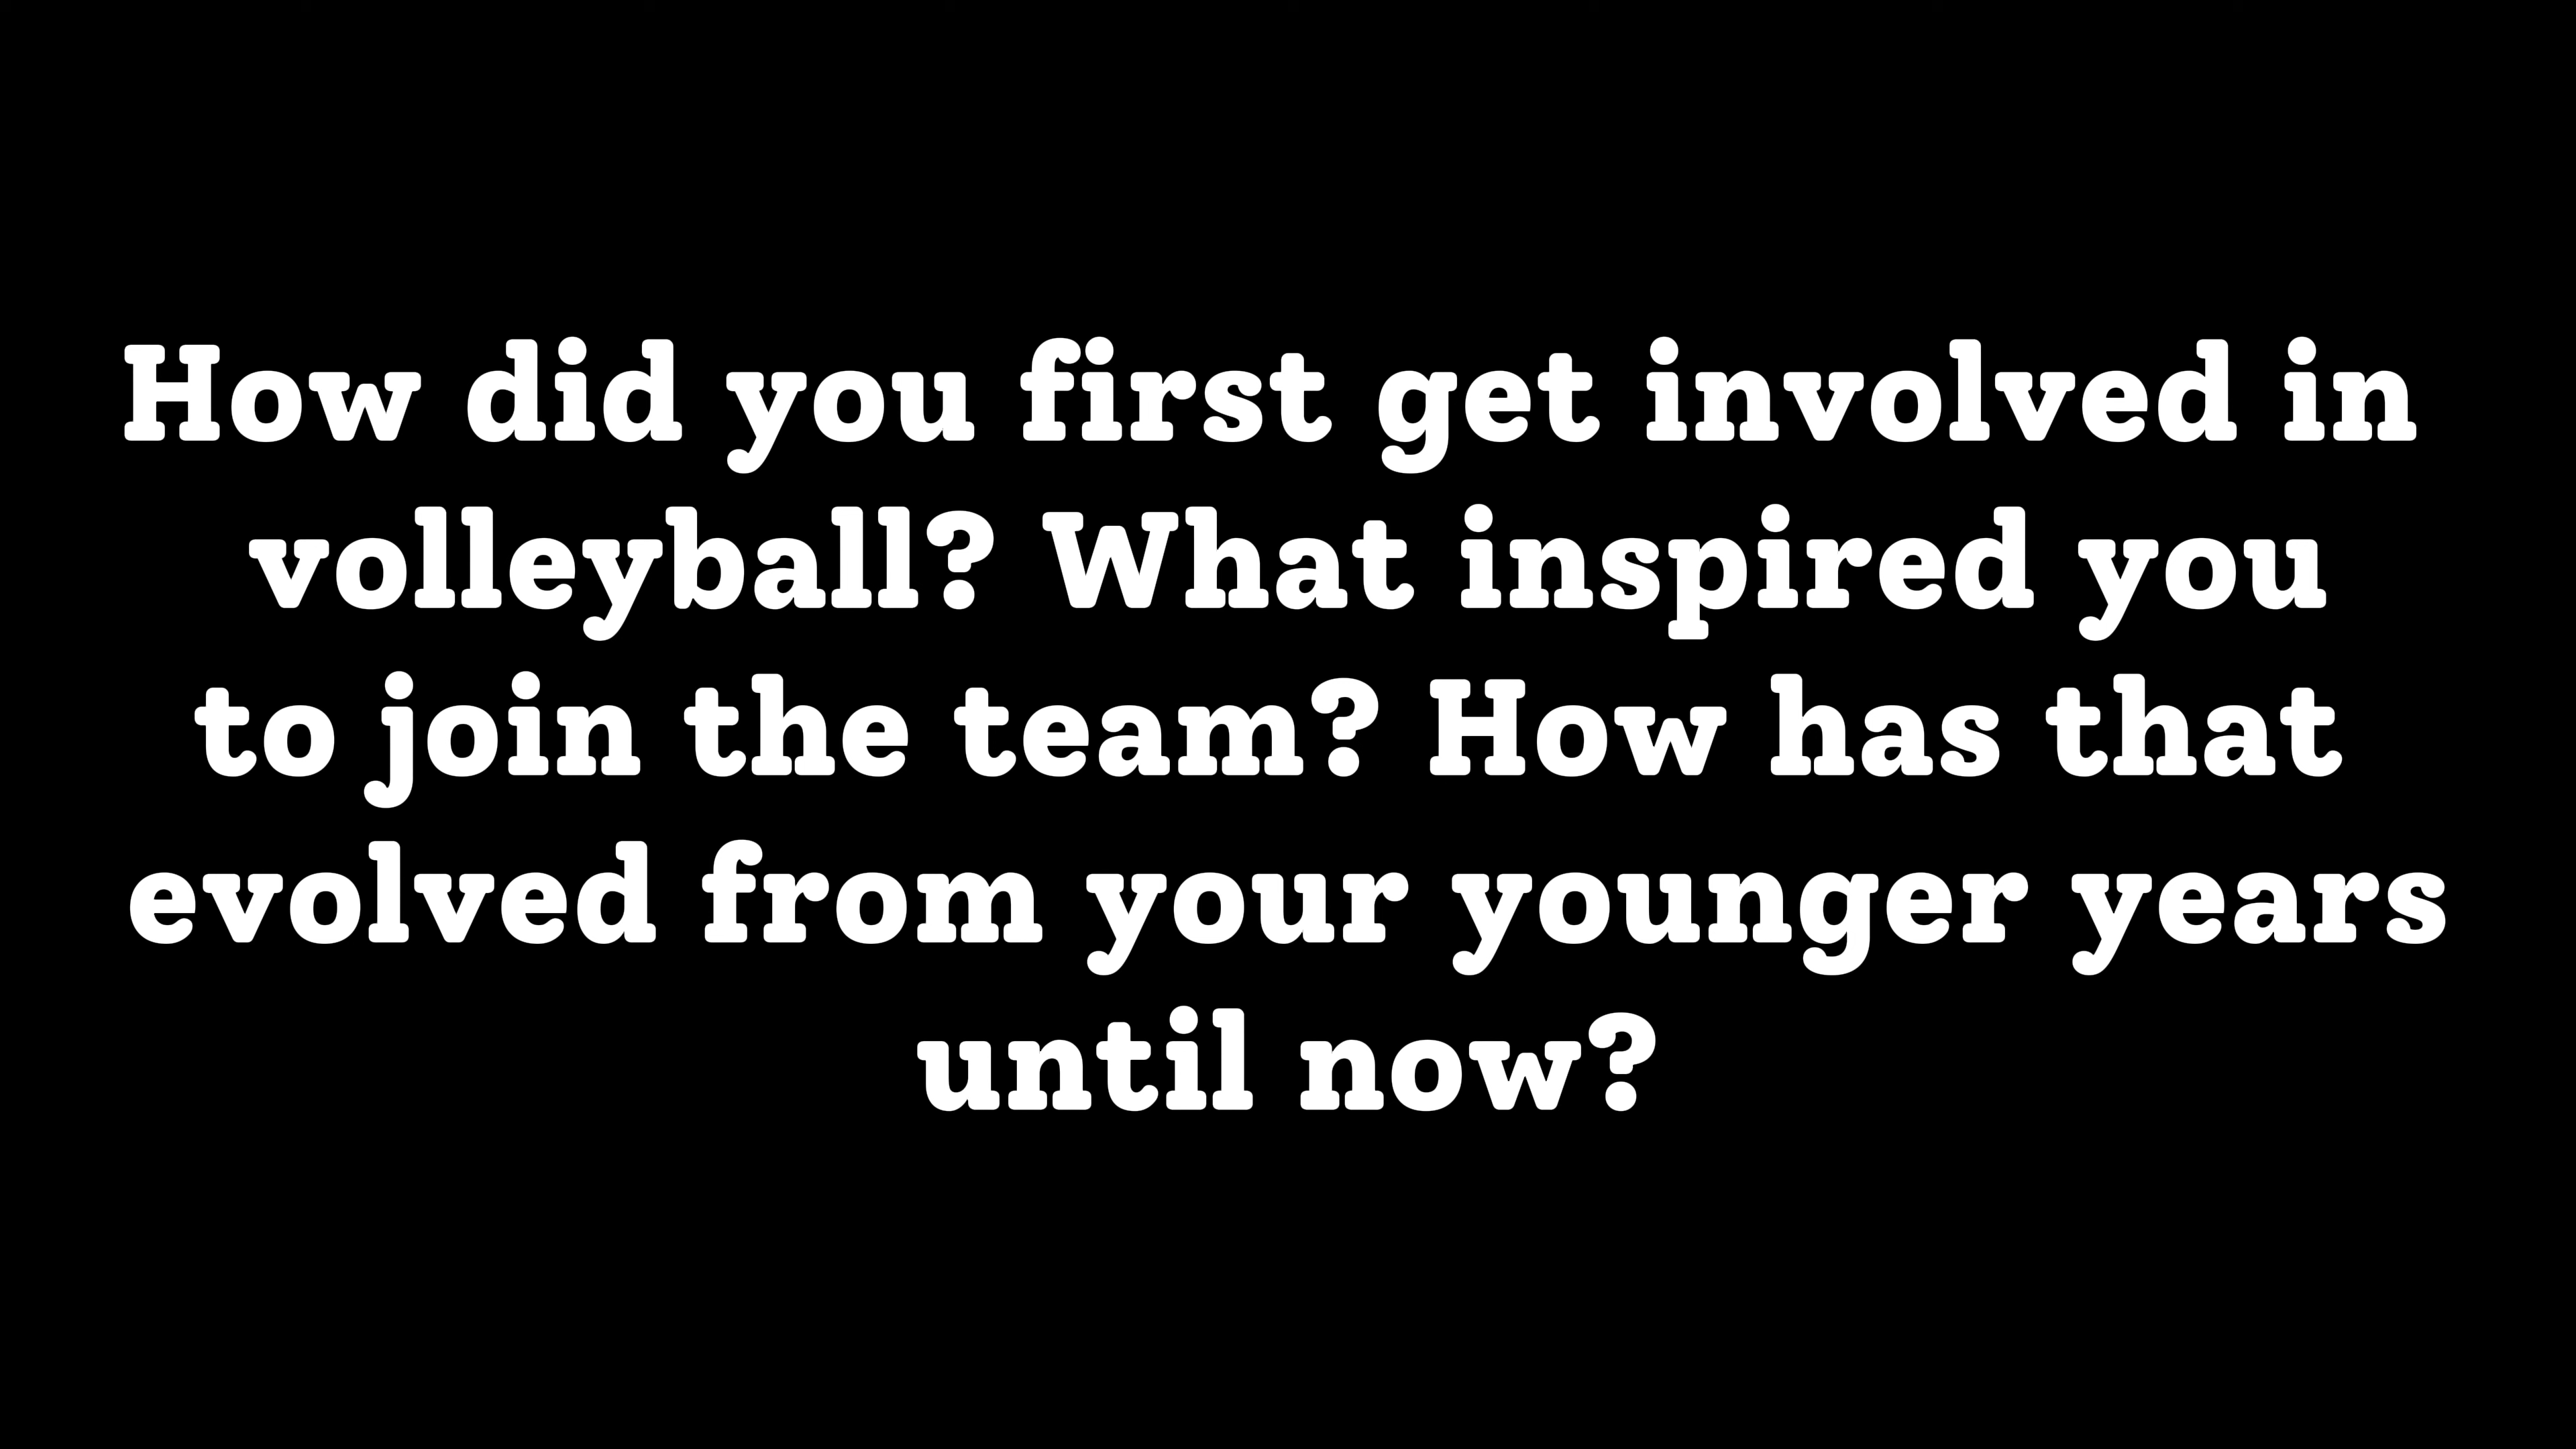 How did you first get involved in
volleyball? What inspired you
to join the team? How has that
evolved from your younger years
until now?